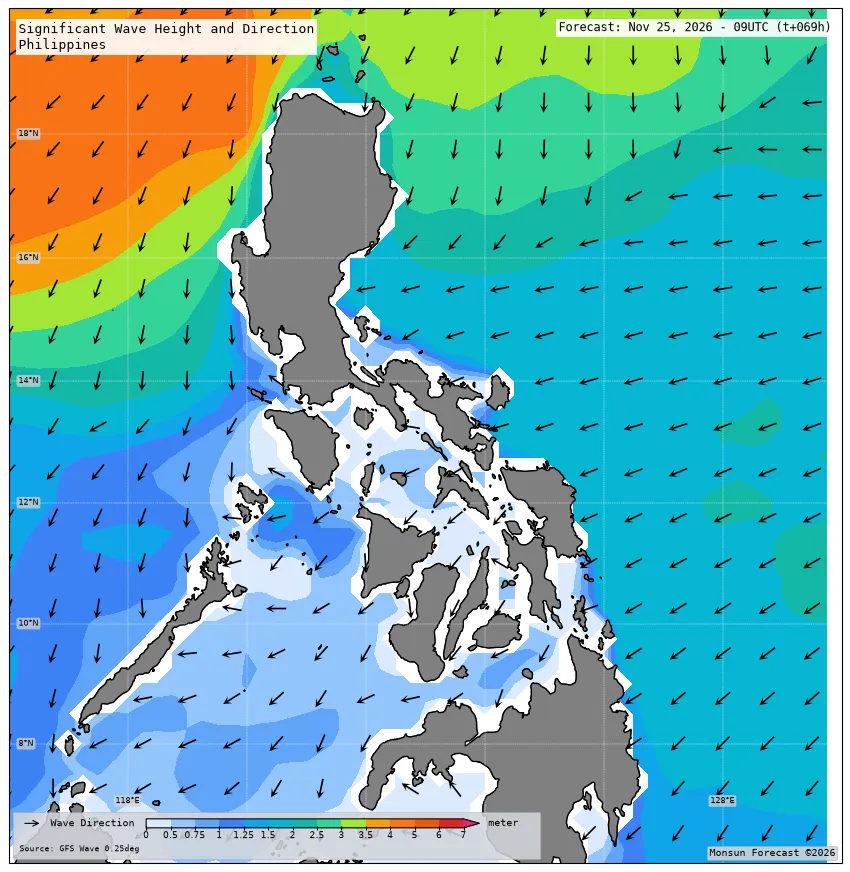 Significant Wave Height and Direction
Philippines
Forecast: Nov 25, 2026 - 09UTC (t+069h)
18°N
16°N
14°N
12°N
10°N
8°N
118°E
128°E
Wave Direction
0 0.5 0.75 1 1.25 1.5 2 2.5 3 3.5 4 5 6 7
meter
Source: GFS Wave 0.25deg
Monsun Forecast ©2026